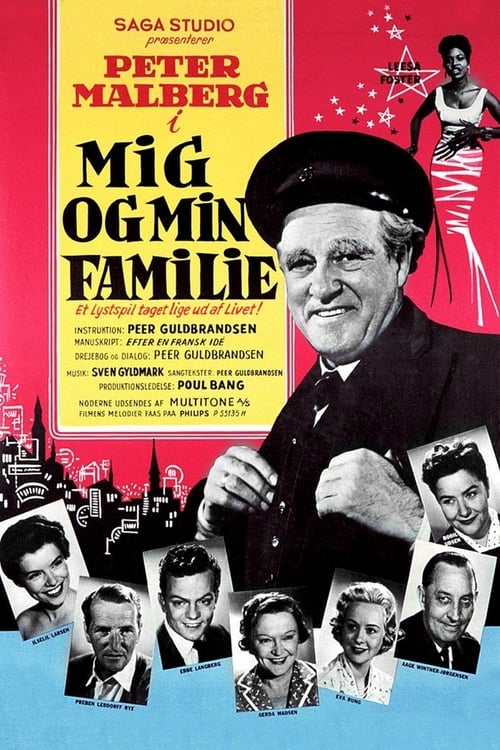 SAGA STUDIO
præsenterer
PETER
MALBERG
i
MIG
OG MIN
FAMILIE
Et Lystspil taget lige ud af Livet!
INSTRUKTION: PEER GULDBRANDSEN
MANUSKRIPT: EFTER EN FRANSK IDÉ
DREJEBOG OG DIALOG: PEER GULDBRANDSEN
MUSIK: SVEN GYLDMARK SANGTEKSTER: PEER GULDBRANDSEN
PRODUKTIONSLEDELSE: POUL BANG
NODERNE UDSENDES AF MULTITONE A/S
FILMENS MELODIER FAAS PAA PHILIPS P 55135 H
LEESA
FOSTER
BODIL
UDSEN
ILSELIL LARSEN
PREBEN LERDORFF RYE
EBBE LANGBERG
GERDA MADSEN
EVA RUNG
AAGE WINTHER-JØRGENSEN